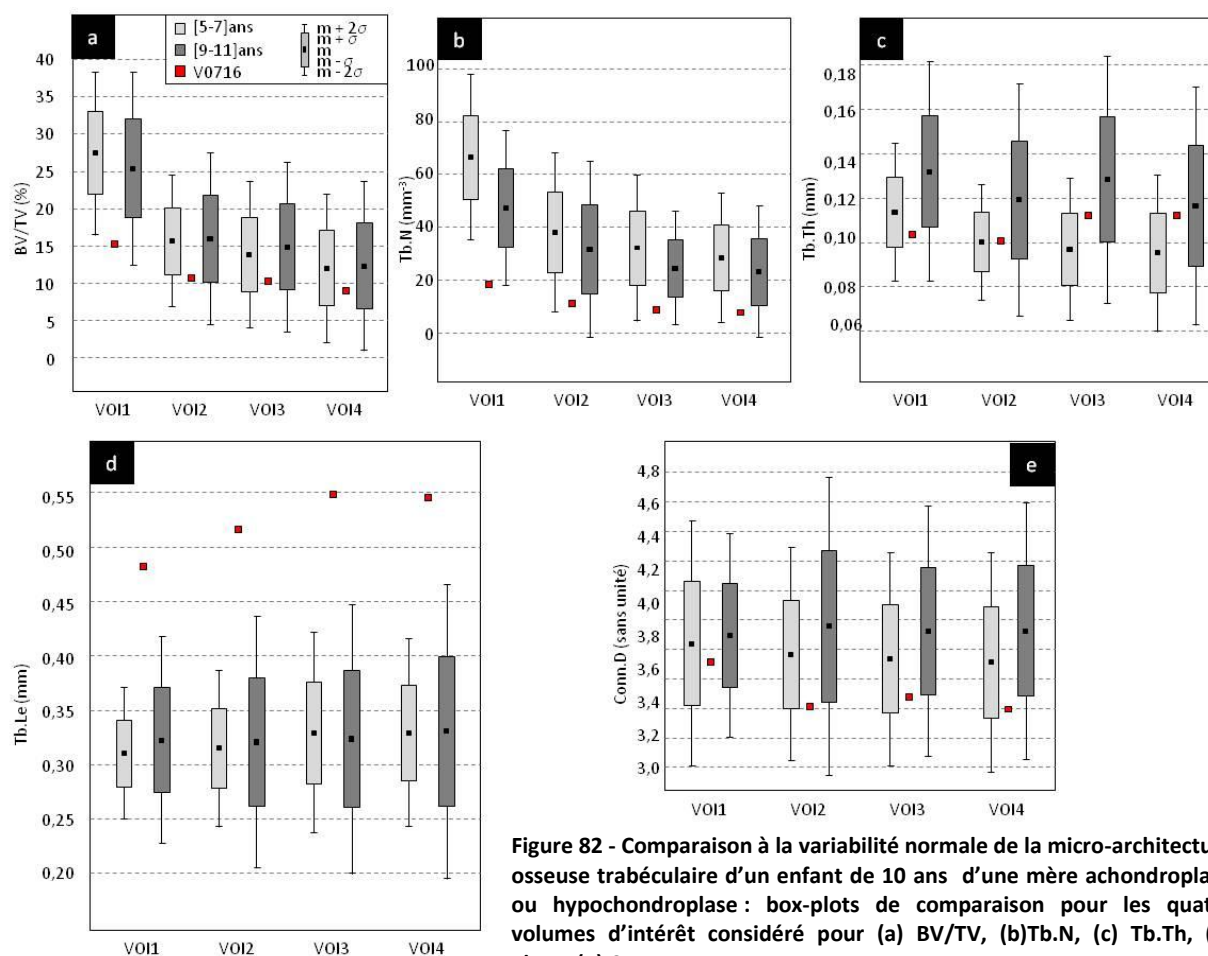 a
[5-7]ans
[9-11]ans
V0716
m + 2σ
m + σ
m
m - σ
m - 2σ
BV/TV (%)
40
35
30
25
20
15
10
5
0
VOI1 VOI2 VOI3 VOI4
b
Tb.N (mm⁻³)
100
80
60
40
20
0
VOI1 VOI2 VOI3 VOI4
c
Tb.Th (mm)
0,18
0,16
0,14
0,12
0,10
0,08
0,06
VOI1 VOI2 VOI3 VOI4
d
Tb.Le (mm)
0,55
0,50
0,45
0,40
0,35
0,30
0,25
0,20
VOI1 VOI2 VOI3 VOI4
e
Conn.D (sans unité)
4,8
4,6
4,4
4,2
4,0
3,8
3,6
3,4
3,2
3,0
VOI1 VOI2 VOI3 VOI4
Figure 82 - Comparaison à la variabilité normale de la micro-architectu
osseuse trabéculaire d'un enfant de 10 ans d'une mère achondropla
ou hypochondroplase : box-plots de comparaison pour les quat
volumes d'intérêt considéré pour (a) BV/TV, (b)Tb.N, (c) Tb.Th, (